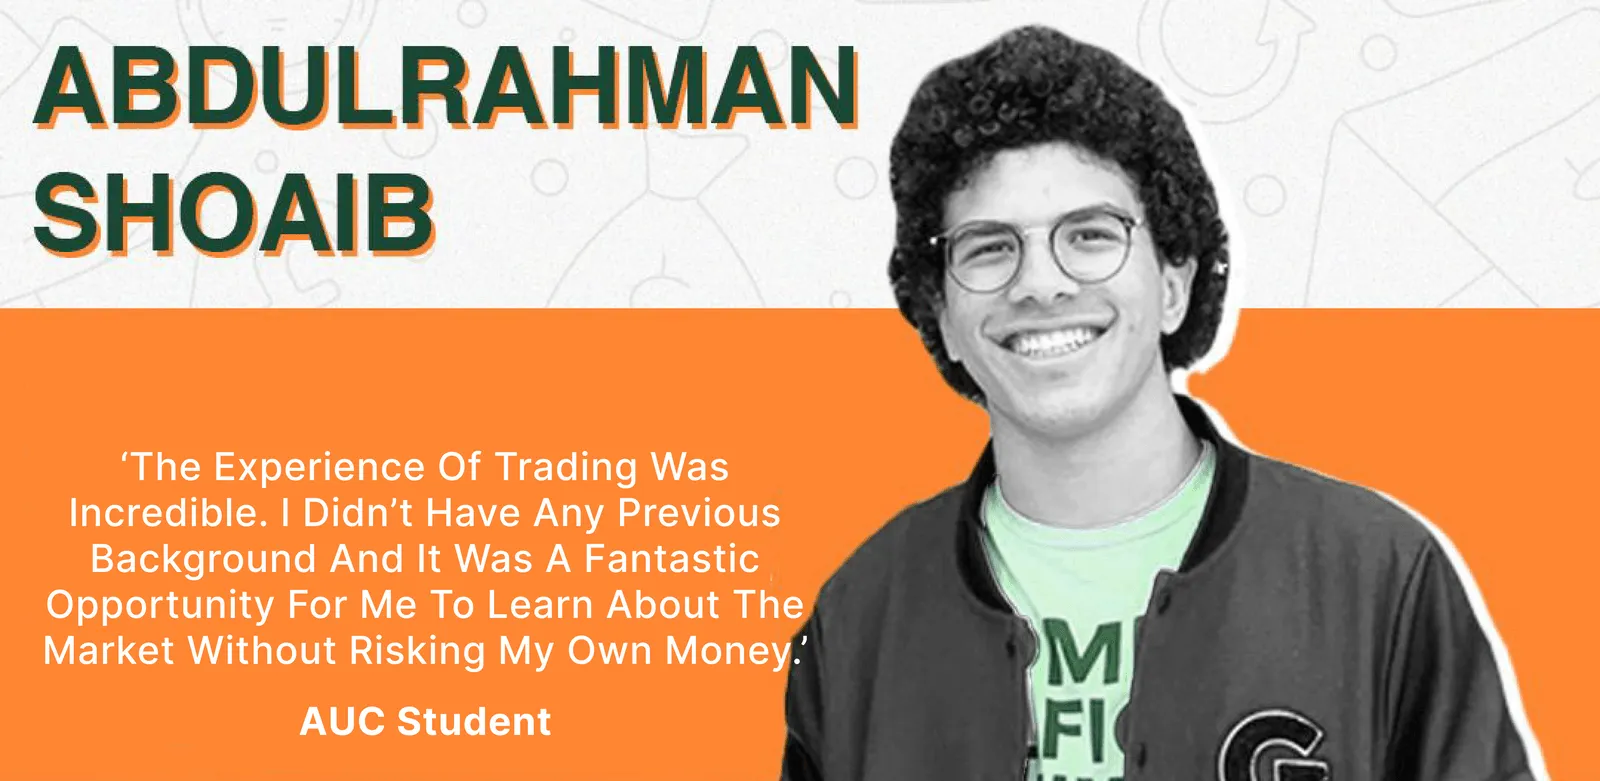 ABDULRAHMAN
SHOAIB
‘The Experience Of Trading Was
Incredible. I Didn’t Have Any Previous
Background And It Was A Fantastic
Opportunity For Me To Learn About The
Market Without Risking My Own Money.’
AUC Student
G